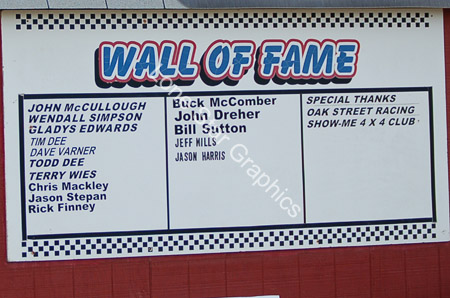 WALL OF FAME
JOHN McCULLOUGH
WENDALL SIMPSON
GLADYS EDWARDS
TIM DEE
DAVE VARNER
TODD DEE
TERRY WIES
Chris Mackley
Jason Stepan
Rick Finney
Buck McComber
John Dreher
Bill Sutton
JEFF MILLS
JASON HARRIS
SPECIAL THANKS
OAK STREET RACING
SHOW-ME 4 X 4 CLUB
Graphics